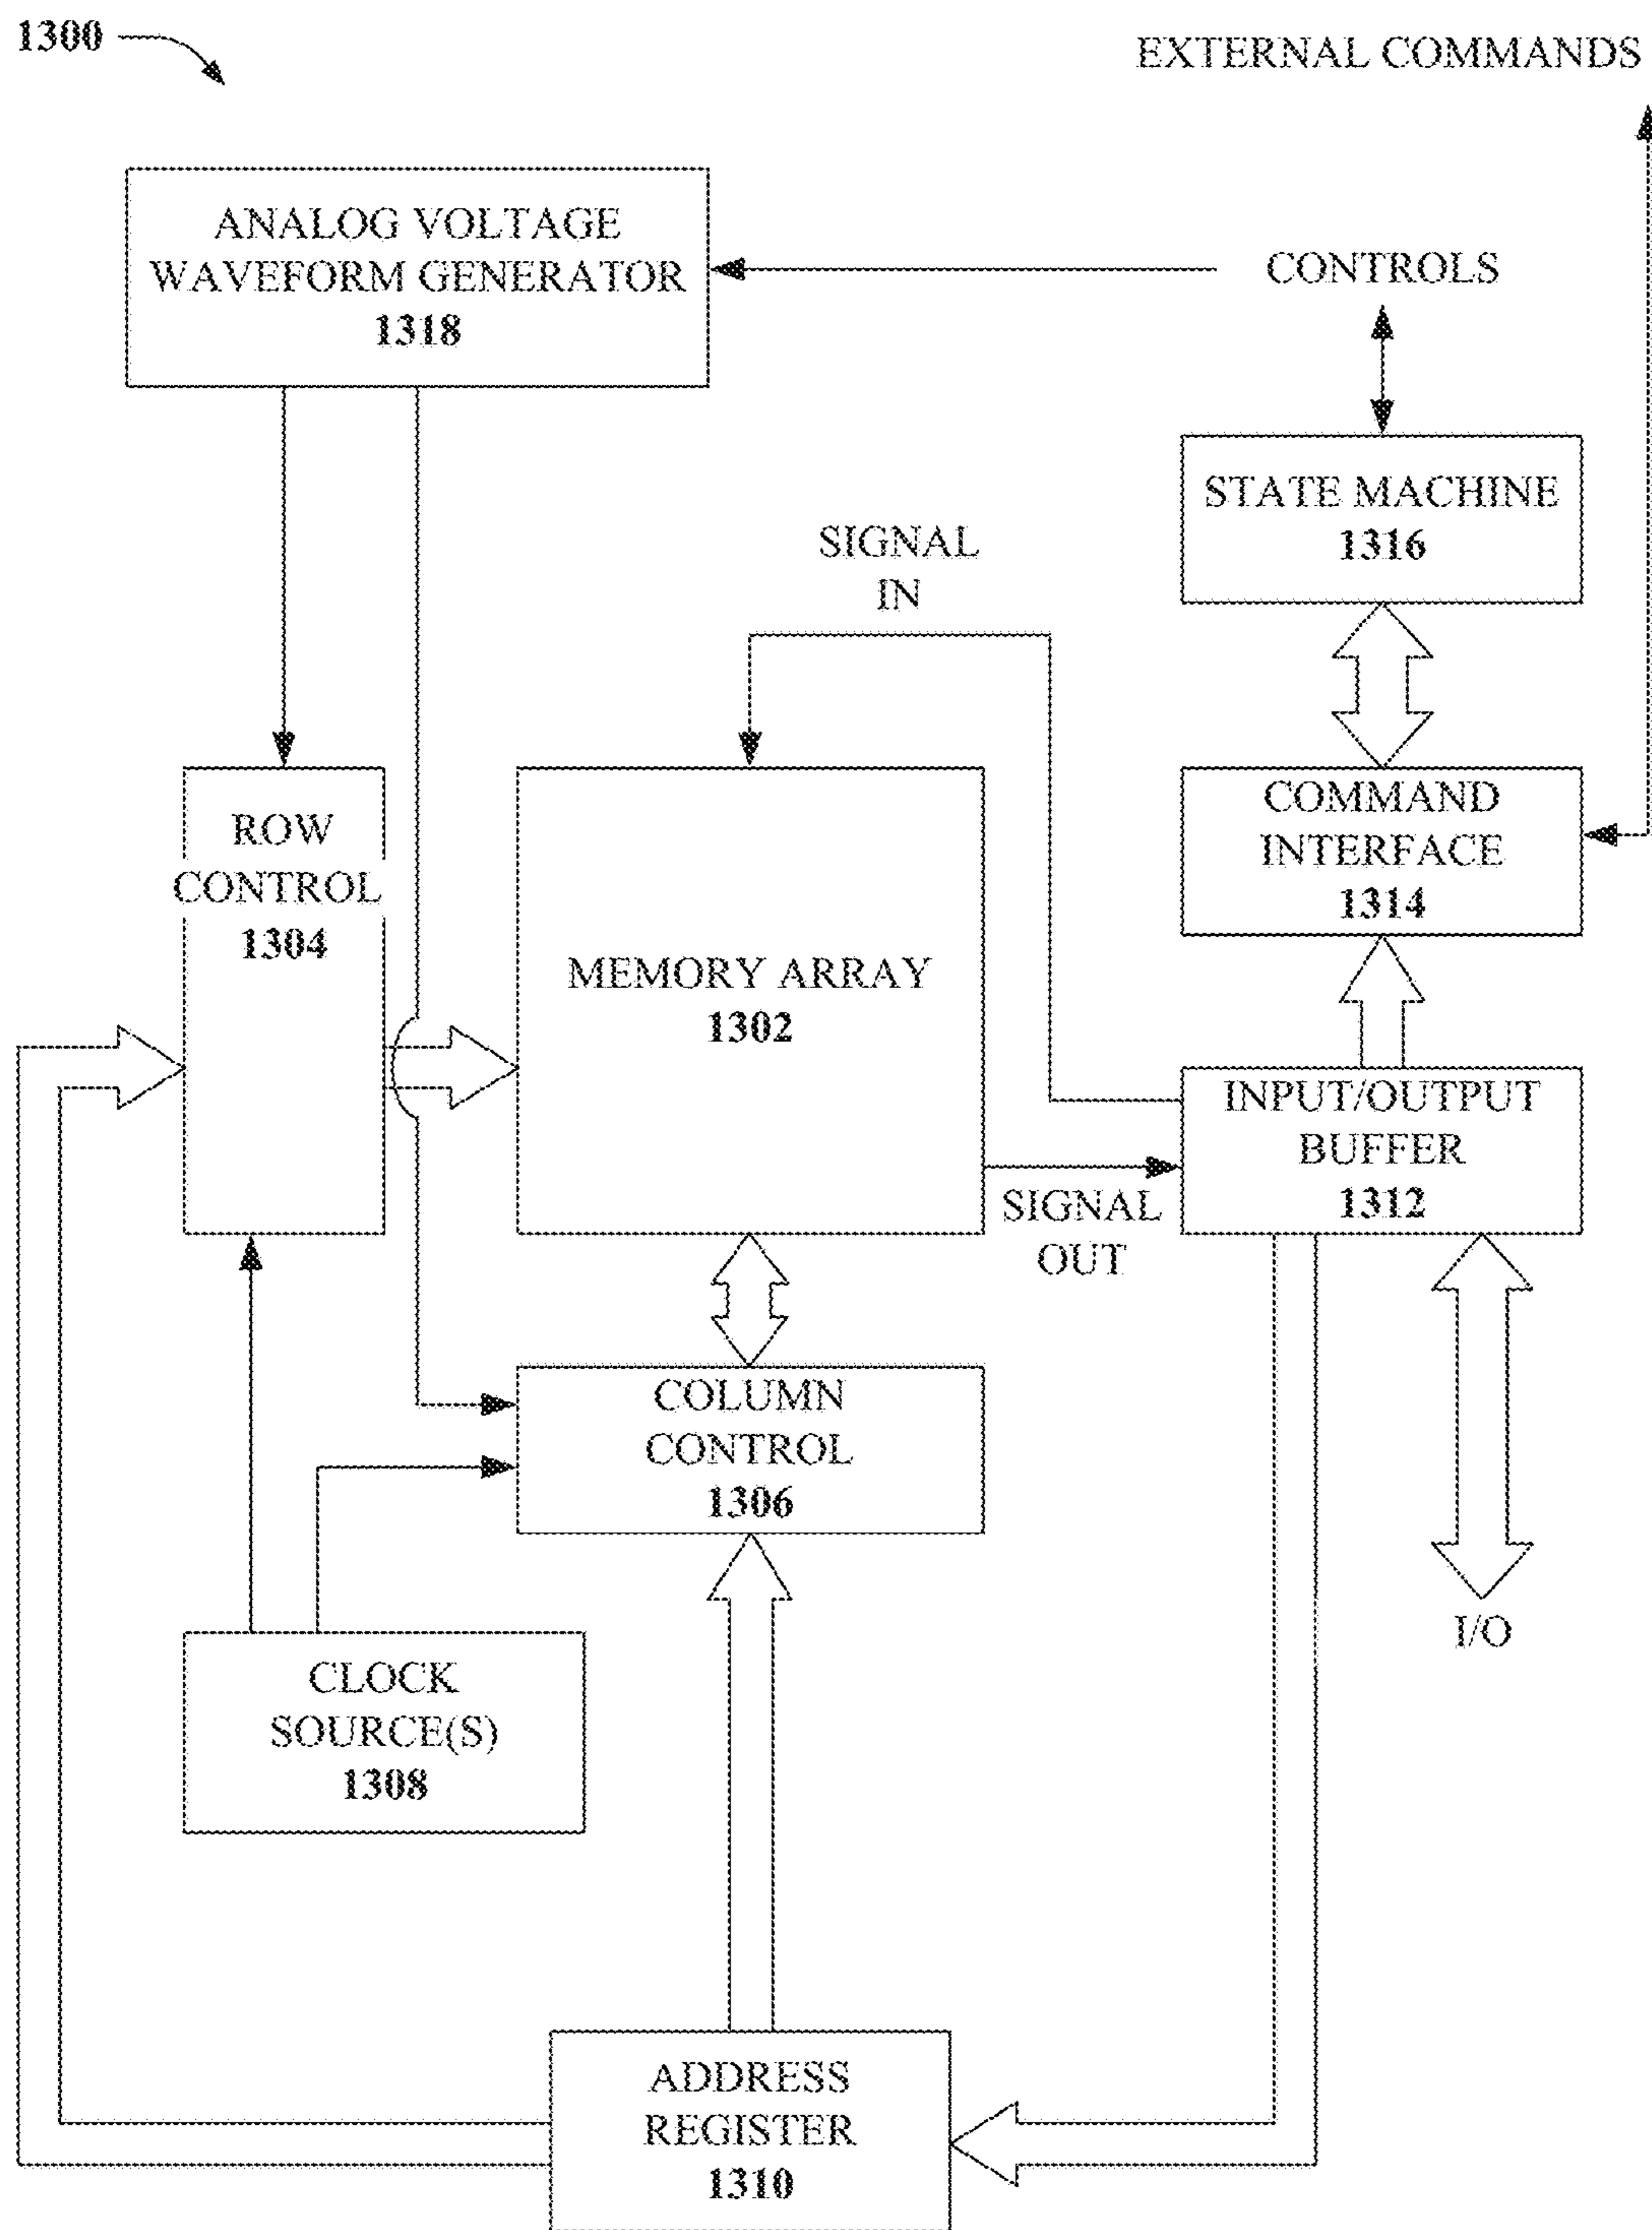 1300
EXTERNAL COMMANDS
ANALOG VOLTAGE
WAVEFORM GENERATOR
1318
CONTROLS
STATE MACHINE
1316
SIGNAL
IN
ROW
CONTROL
1304
MEMORY ARRAY
1302
COMMAND
INTERFACE
1314
INPUT/OUTPUT
BUFFER
1312
SIGNAL
OUT
COLUMN
CONTROL
1306
I/O
CLOCK
SOURCE(S)
1308
ADDRESS
REGISTER
1310